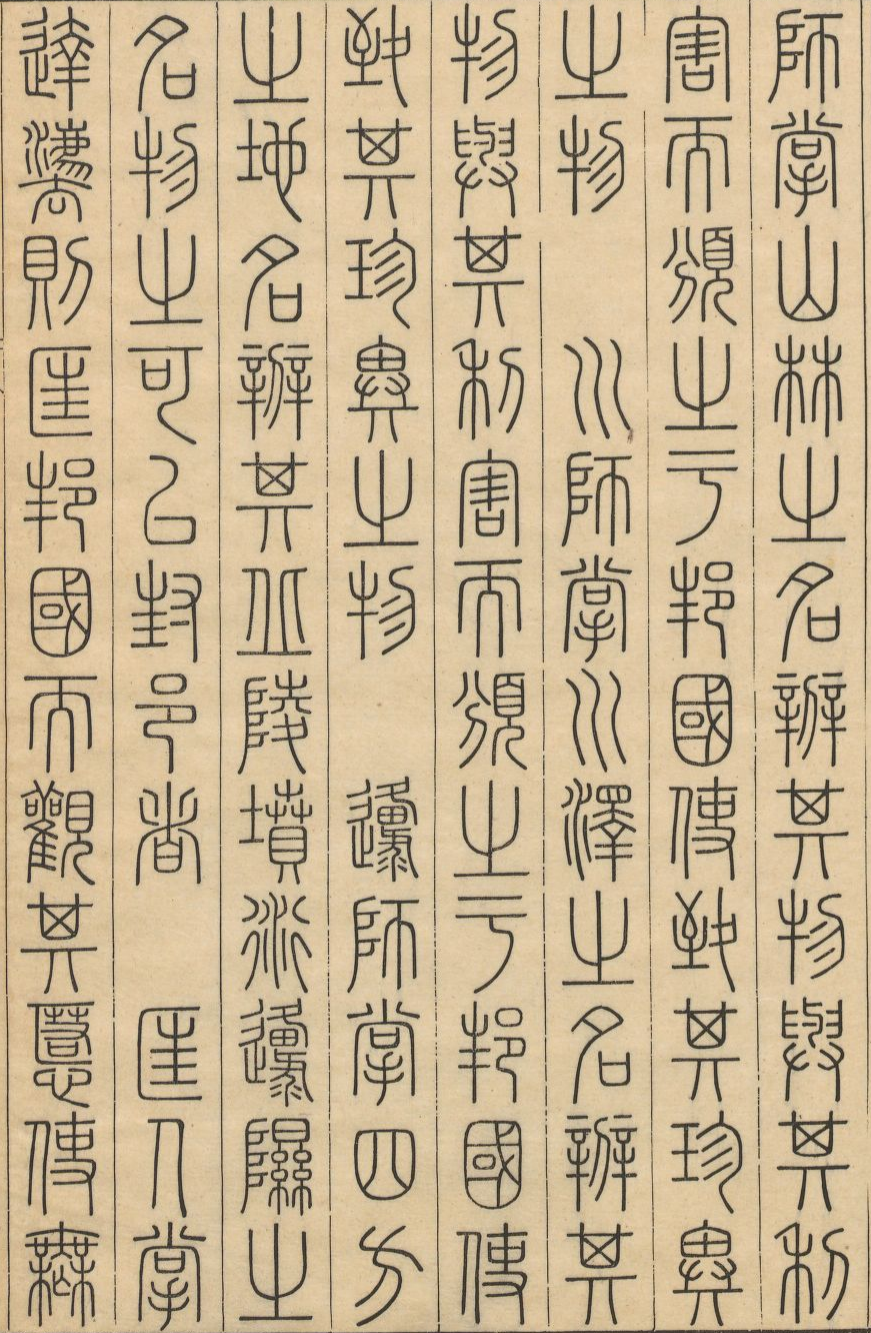 師掌山林之名辨其物與其利
害而頒之于邦國使致其珍異
之物　川師掌川澤之名辨其
物與其利害而頒之于邦國使
致其珍異之物　邍師掌四方
之地名辨其丘陵墳衍邍隰之
名物之可以封邑者　匡人掌
達灋則匡邦國而觀其慝使無